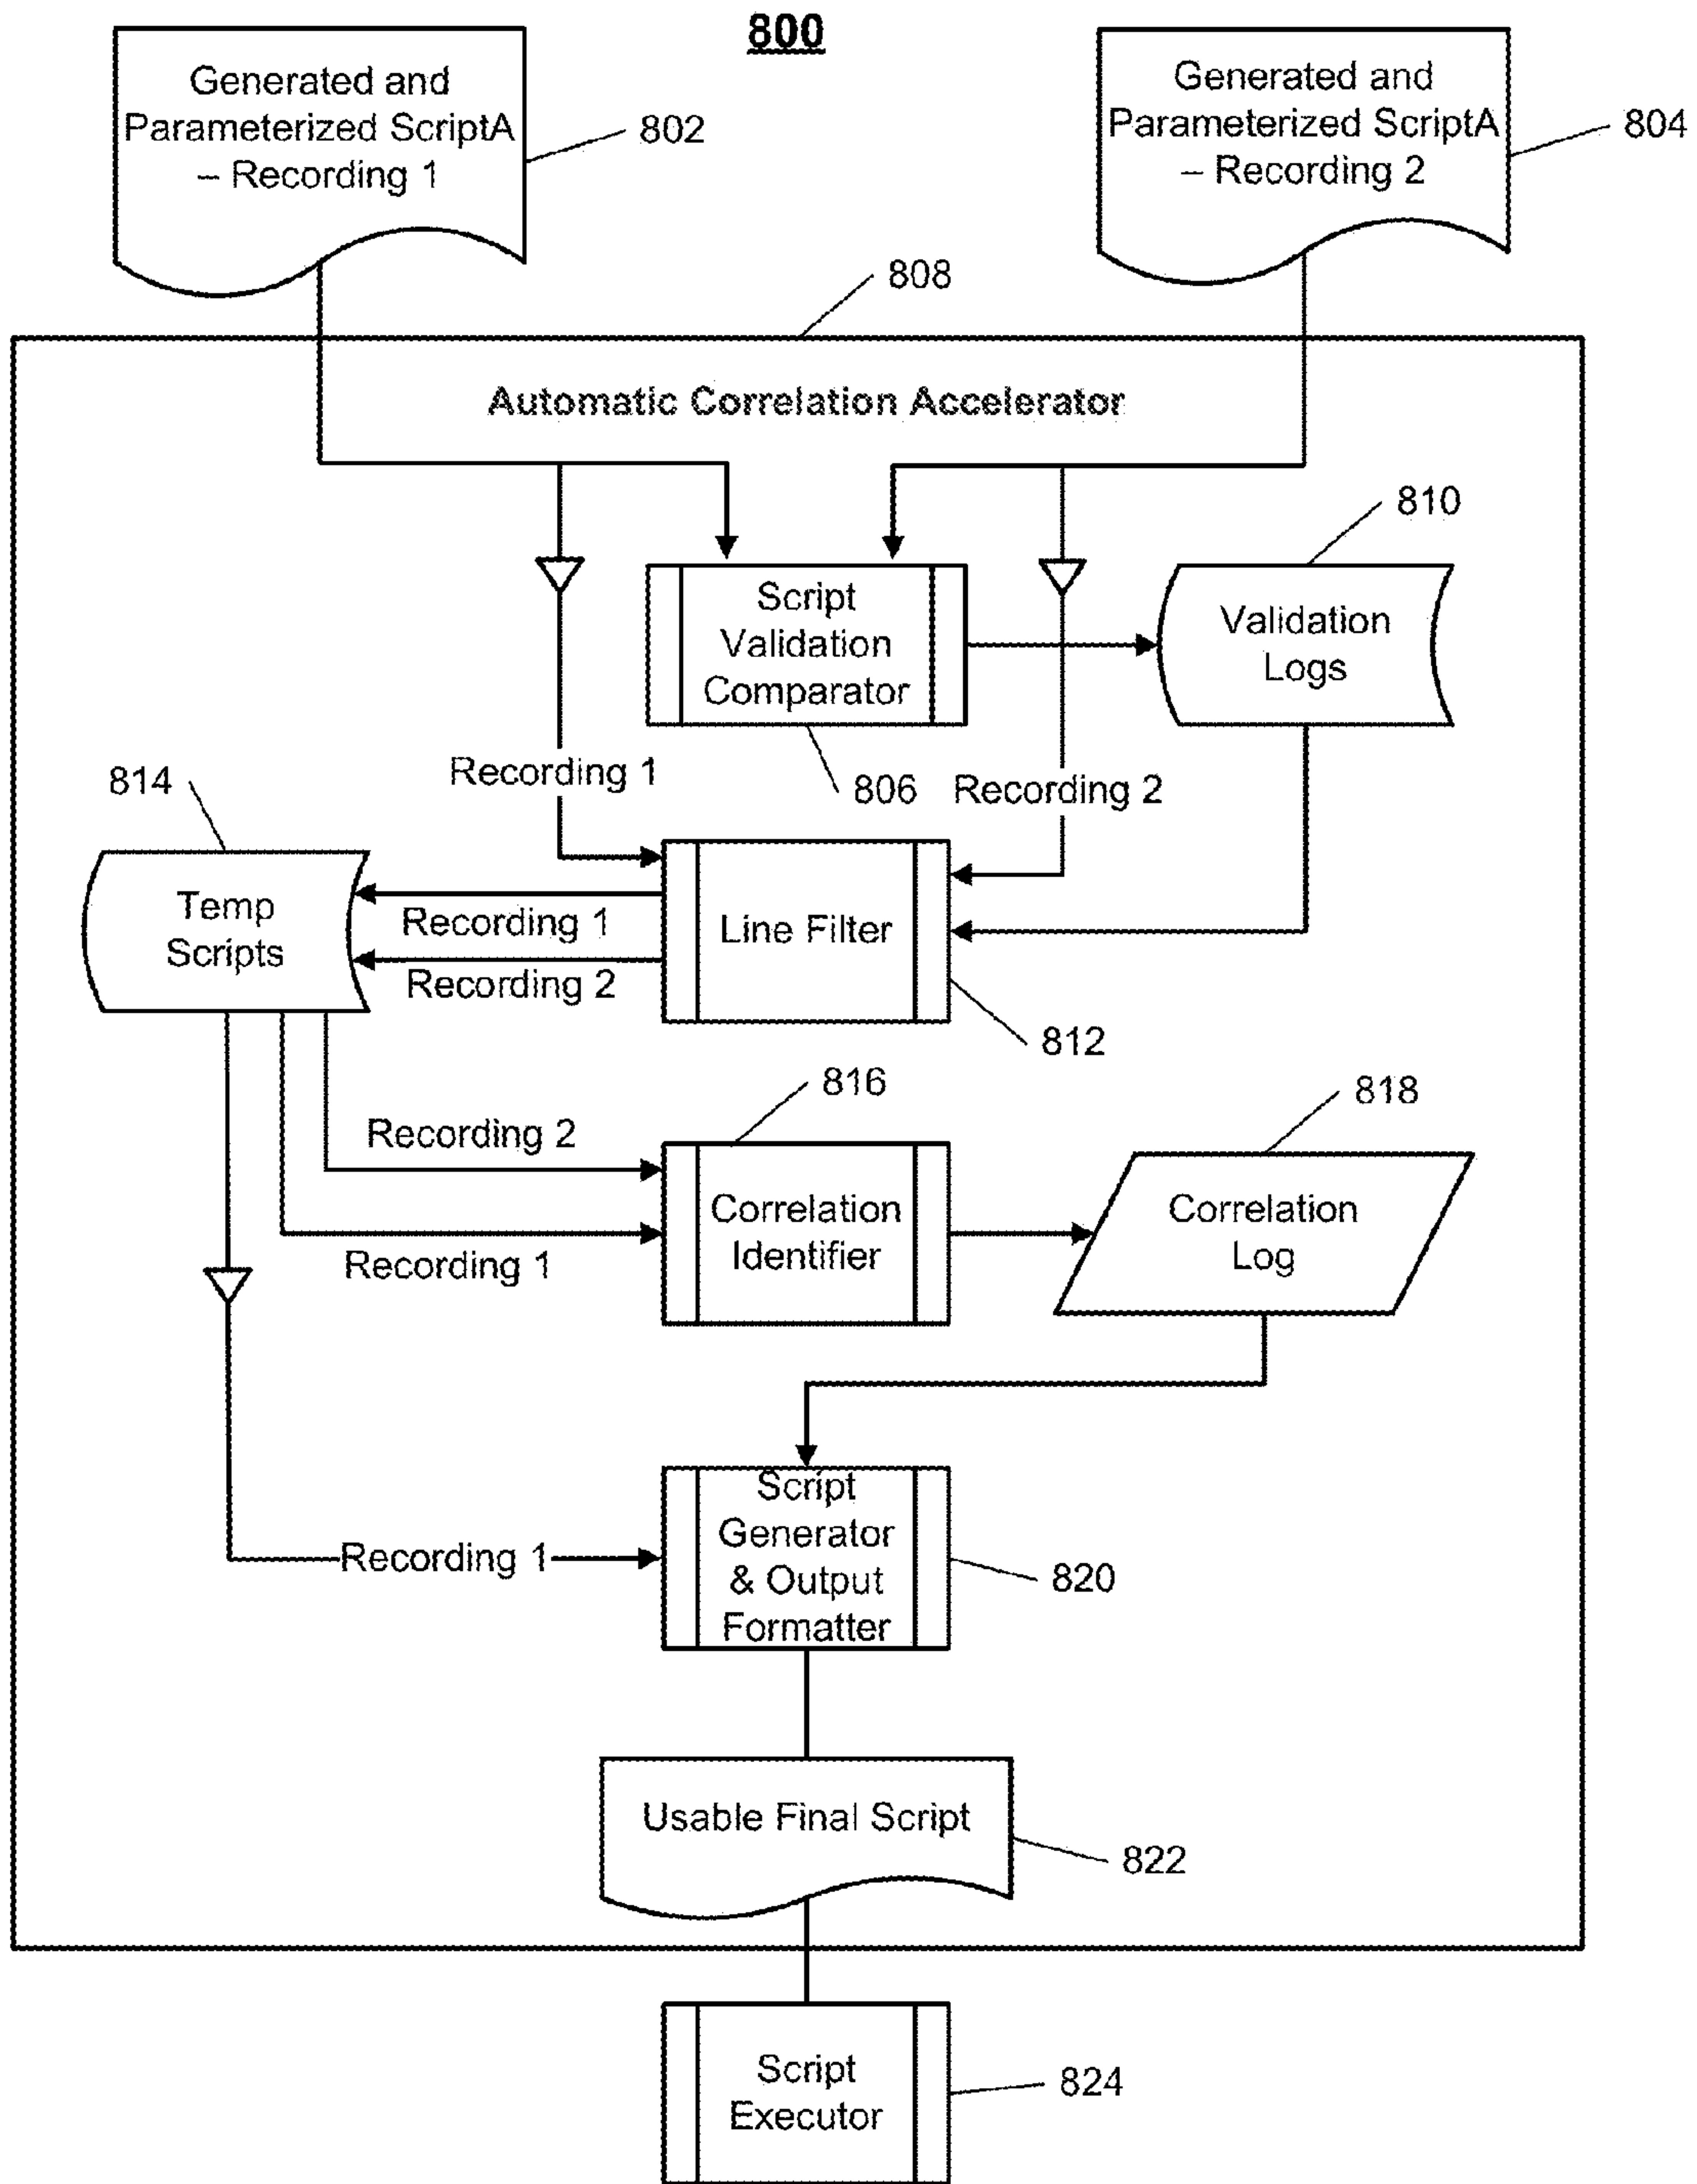 800
Generated and
Parameterized ScriptA
– Recording 1
802
Generated and
Parameterized ScriptA
– Recording 2
804
808
Automatic Correlation Accelerator
810
Script
Validation
Comparator
Validation
Logs
Recording 1
806
Recording 2
814
Temp
Scripts
Recording 1
Recording 2
Line Filter
812
816
818
Recording 2
Recording 1
Correlation
Identifier
Correlation
Log
Recording 1
Script
Generator
& Output
Formatter
820
Usable Final Script
822
Script
Executor
824